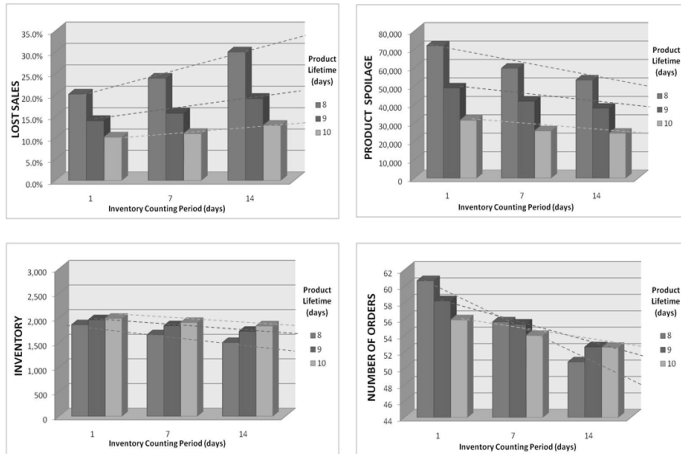 35.0%
30.0%
25.0%
20.0%
15.0%
10.0%
5.0%
0.0%
LOST SALES
1 7 14
Inventory Counting Period (days)
Product
Lifetime
(days)
8
9
10
80,000
70,000
60,000
50,000
40,000
30,000
20,000
10,000
0
PRODUCT SPOILAGE
1 7 14
Inventory Counting Period (days)
Product
Lifetime
(days)
8
9
10
3,000
2,500
2,000
1,500
1,000
500
0
INVENTORY
1 7 14
Inventory Counting Period (days)
Product
Lifetime
(days)
8
9
10
62
60
58
56
54
52
50
48
46
44
NUMBER OF ORDERS
1 7 14
Inventory Counting Period (days)
Product
Lifetime
(days)
8
9
10